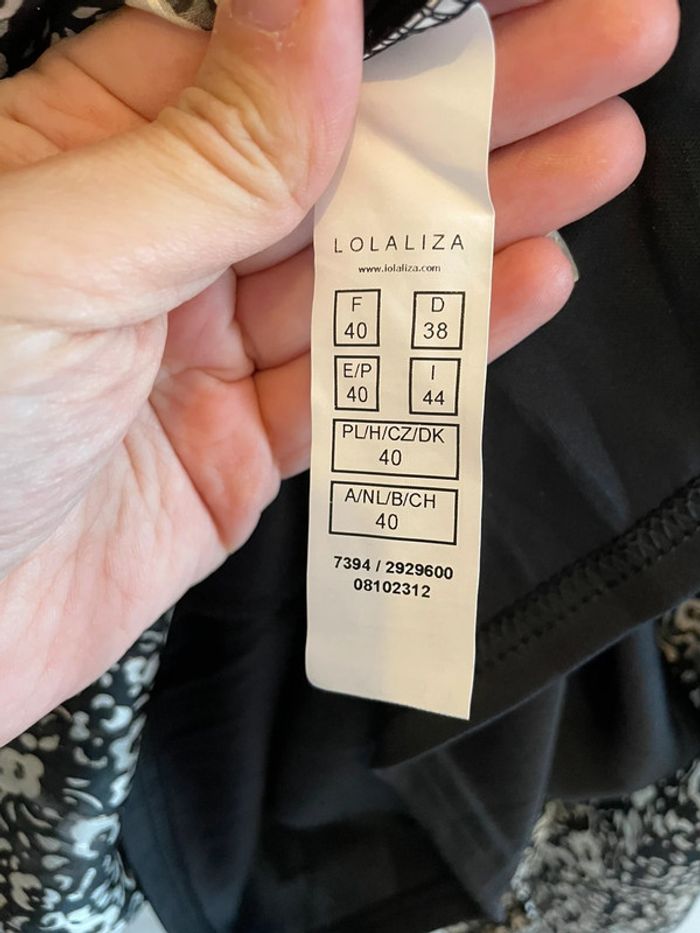 LOLALIZA
www.lolaliza.com
F D
40 38
E/P I
40 44
PL/H/CZ/DK
40
A/NL/B/CH
40
7394 / 2929600
08102312